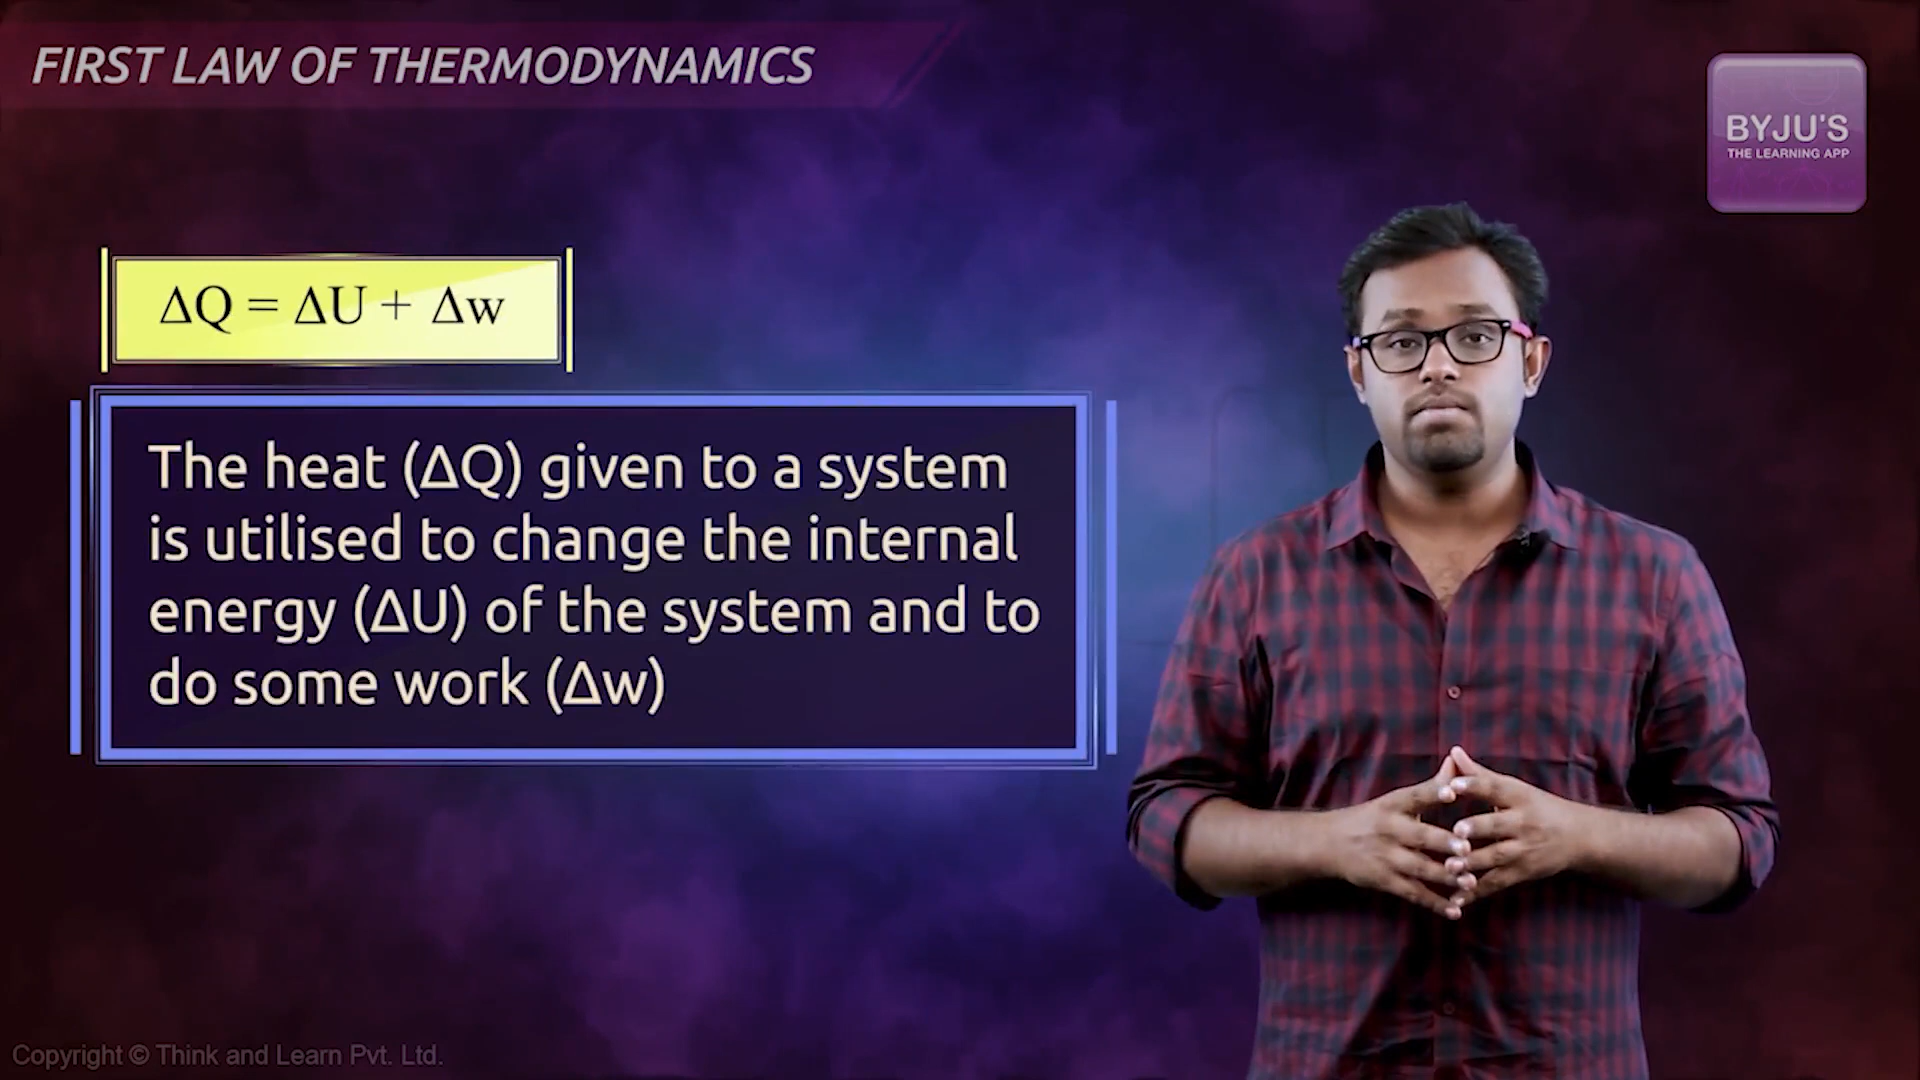 FIRST LAW OF THERMODYNAMICS
BYJU'S
THE LEARNING APP
ΔQ = ΔU + Δw
The heat (ΔQ) given to a system
is utilised to change the internal
energy (ΔU) of the system and to
do some work (Δw)
Copyright © Think and Learn Pvt. Ltd.